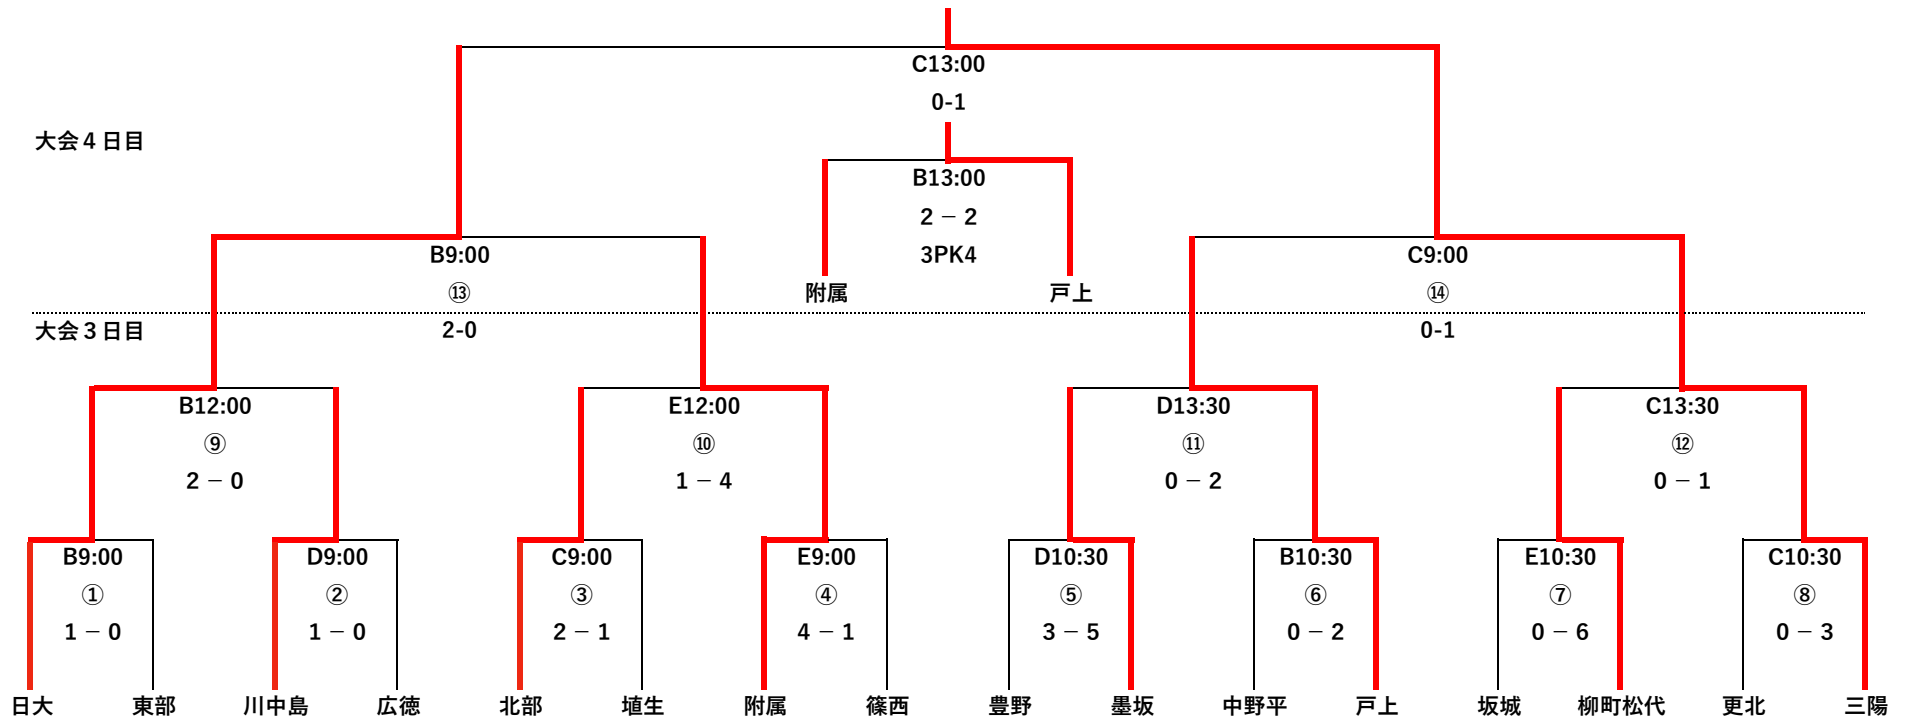 C13:00
0-1
大会４日目
B13:00
2 － 2
3PK4
附属 戸上
B9:00 C9:00
⑬ ⑭
大会３日目 2-0 0-1
B12:00 E12:00 D13:30 C13:30
⑨ ⑩ ⑪ ⑫
2 － 0 1 － 4 0 － 2 0 － 1
B9:00 D9:00 C9:00 E9:00 D10:30 B10:30 E10:30 C10:30
① ② ③ ④ ⑤ ⑥ ⑦ ⑧
1 － 0 1 － 0 2 － 1 4 － 1 3 － 5 0 － 2 0 － 6 0 － 3
日大 東部 川中島 広徳 北部 埴生 附属 篠西 豊野 墨坂 中野平 戸上 坂城 柳町松代 更北 三陽